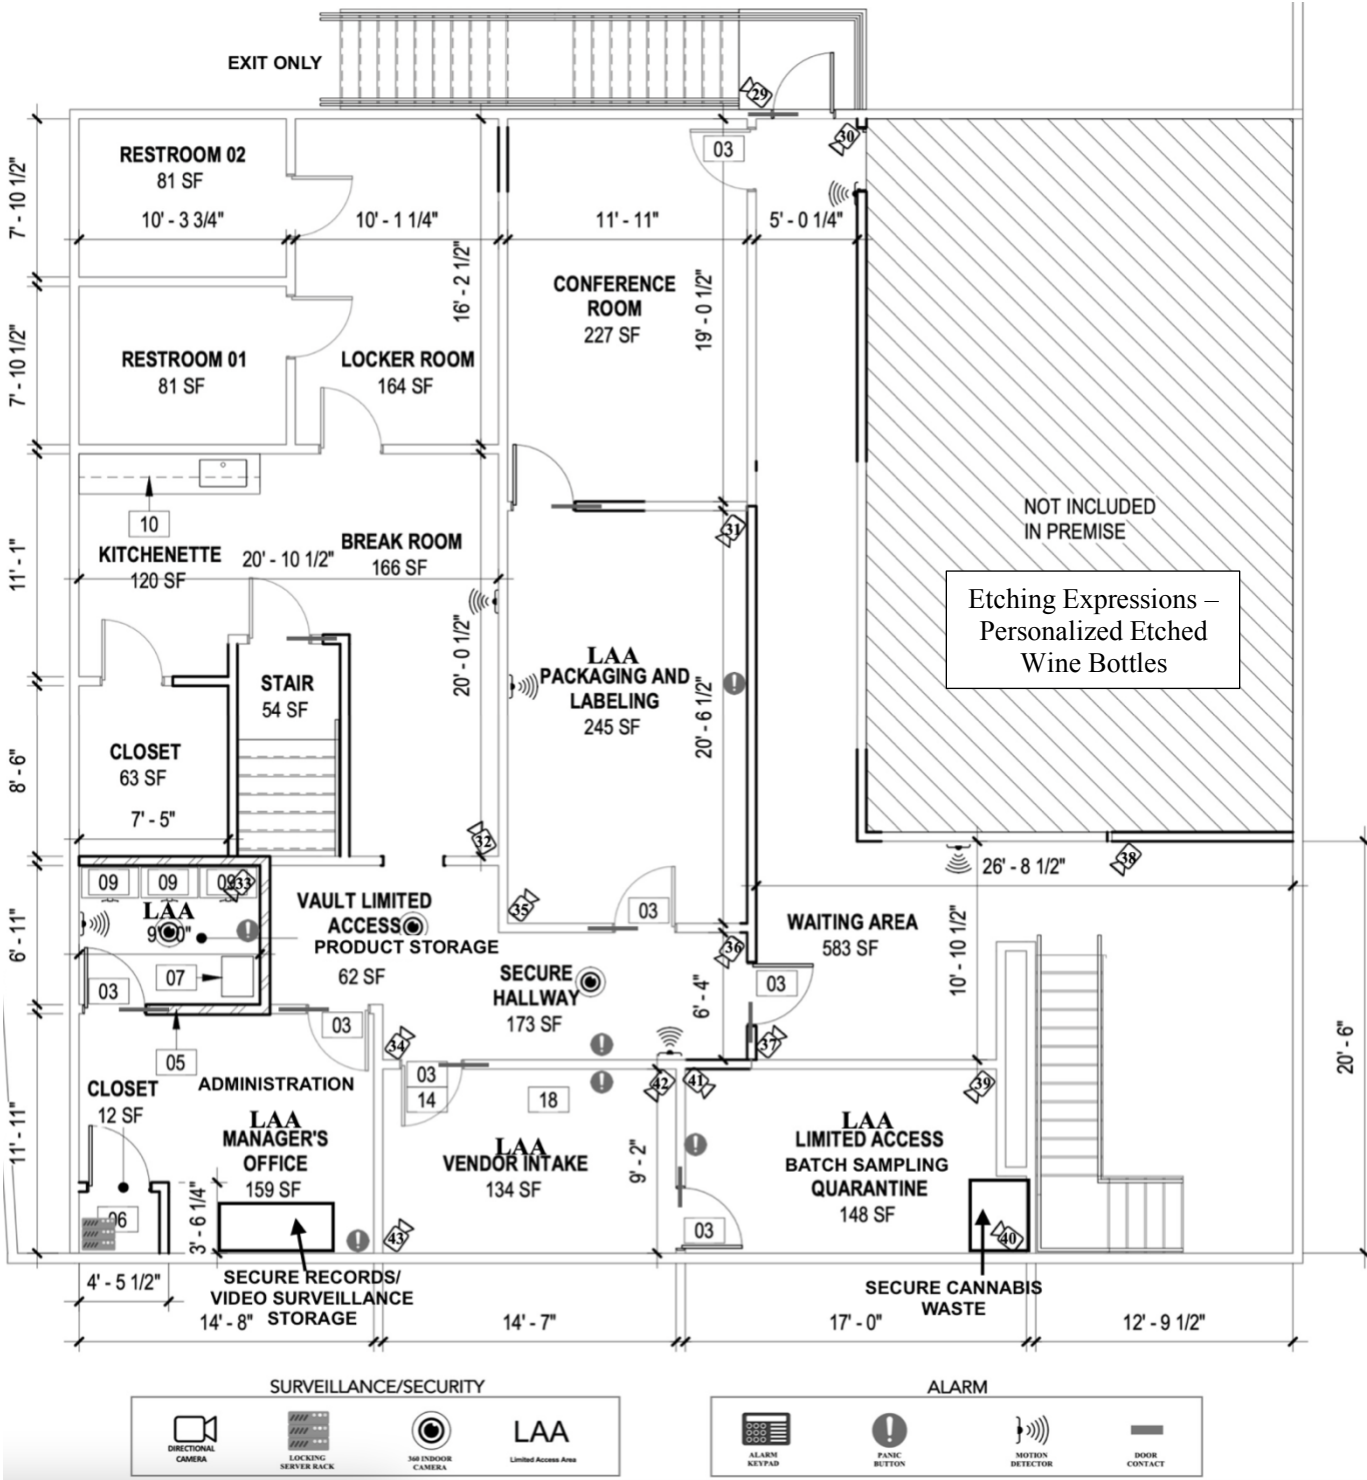 EXIT ONLY
29
30
03
RESTROOM 02
81 SF
10' - 3 3/4"
10' - 1 1/4"
11' - 11"
5' - 0 1/4"
7' - 10 1/2"
16' - 2 1/2"
19' - 0 1/2"
CONFERENCE
ROOM
227 SF
7' - 10 1/2"
RESTROOM 01
81 SF
LOCKER ROOM
164 SF
10
KITCHENETTE
120 SF
20' - 10 1/2"
BREAK ROOM
166 SF
11' - 1"
31
NOT INCLUDED
IN PREMISE
Etching Expressions –
Personalized Etched
Wine Bottles
20' - 0 1/2"
LAA
PACKAGING AND
LABELING
245 SF
20' - 6 1/2"
STAIR
54 SF
CLOSET
63 SF
7' - 5"
8' - 6"
32
38
26' - 8 1/2"
09
09
09
33
LAA
VAULT LIMITED
ACCESS
PRODUCT STORAGE
62 SF
35
03
36
WAITING AREA
583 SF
10' - 10 1/2"
6' - 11"
07
03
SECURE
HALLWAY
173 SF
6' - 4"
03
20' - 6"
03
34
37
05
03
14
18
42
41
39
CLOSET
12 SF
ADMINISTRATION
LAA
MANAGER'S
OFFICE
159 SF
LAA
VENDOR INTAKE
134 SF
9' - 2"
LAA
LIMITED ACCESS
BATCH SAMPLING
QUARANTINE
148 SF
11' - 11"
06
3' - 6 1/4"
43
03
40
4' - 5 1/2"
SECURE RECORDS/
VIDEO SURVEILLANCE
STORAGE
SECURE CANNABIS
WASTE
14' - 8"
14' - 7"
17' - 0"
12' - 9 1/2"
SURVEILLANCE/SECURITY
ALARM
DIRECTIONAL
CAMERA
LOCKING
SERVER RACK
360 INDOOR
CAMERA
LAA
Limited Access Area
ALARM
KEYPAD
PANIC
BUTTON
MOTION
DETECTOR
DOOR
CONTACT